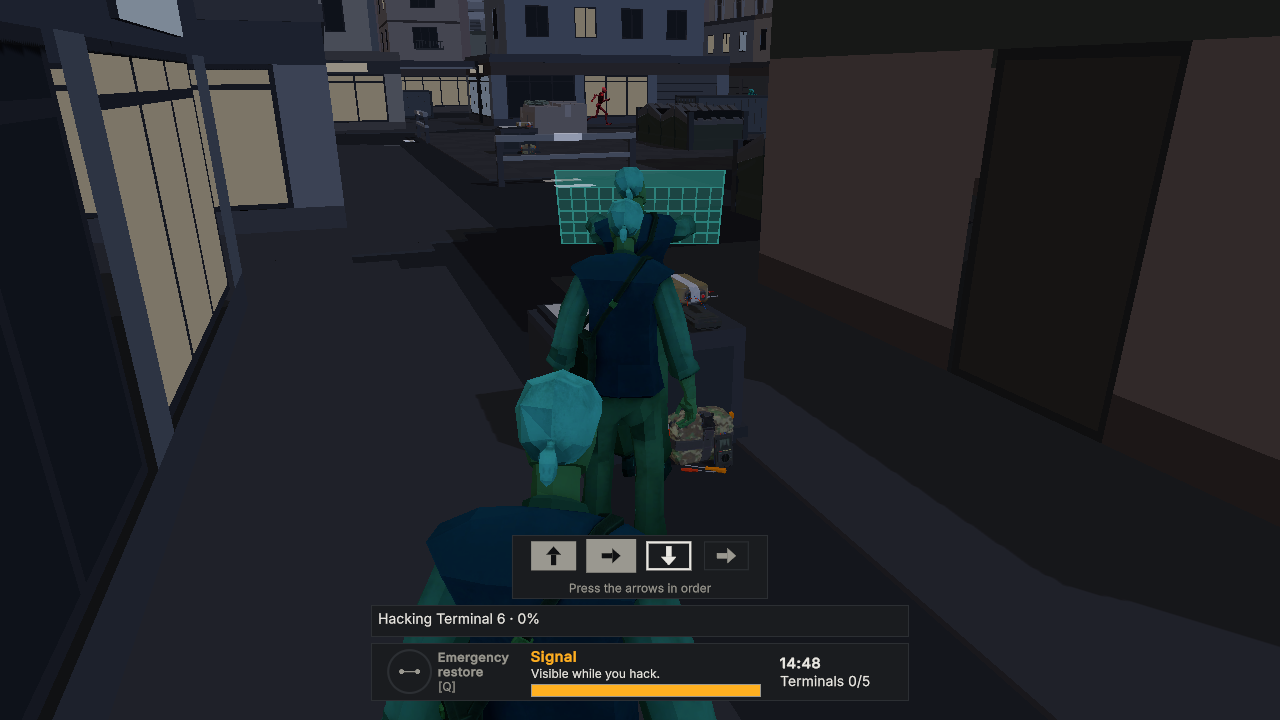 Press the arrows in order
Hacking Terminal 6 · 0%
Emergency
restore
[Q]
Signal
Visible while you hack.
14:48
Terminals 0/5